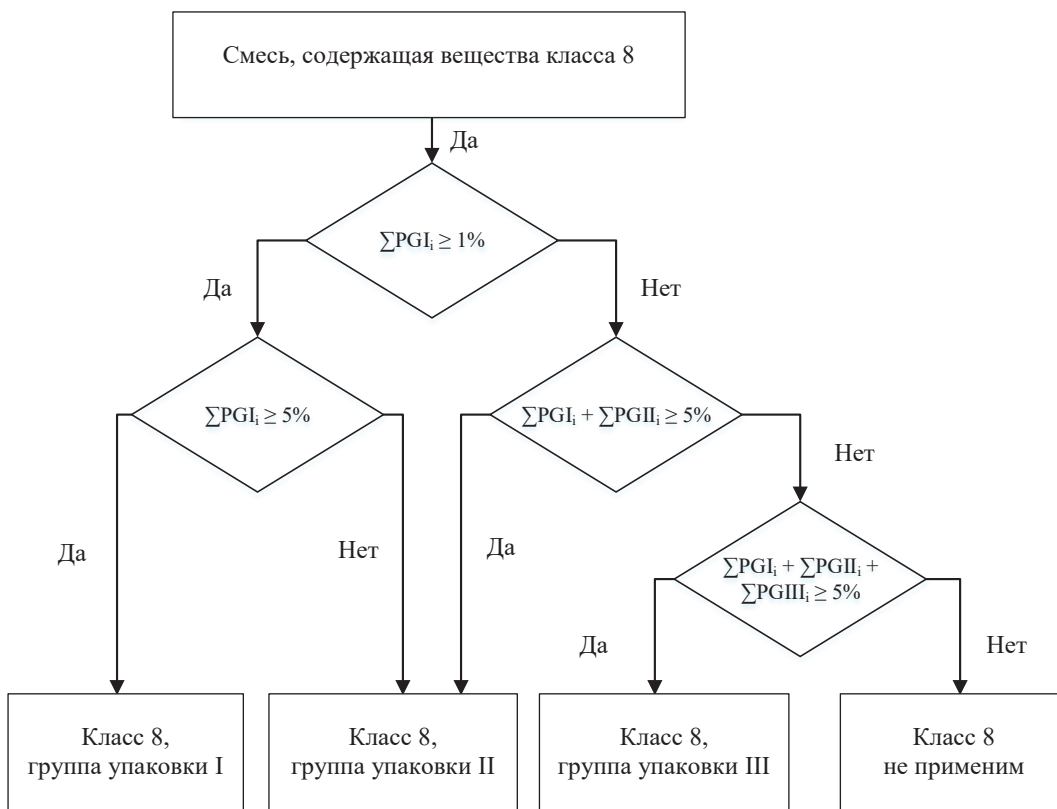 Смесь, содержащая вещества класса 8
Да
∑PGIᵢ ≥ 1%
Да
Нет
∑PGIᵢ ≥ 5%
∑PGIᵢ + ∑PGIIᵢ ≥ 5%
Нет
Да
Нет
Да
∑PGIᵢ + ∑PGIIᵢ +
∑PGIIIᵢ ≥ 5%
Да
Нет
Класс 8,
группа упаковки I
Класс 8,
группа упаковки II
Класс 8,
группа упаковки III
Класс 8
не применим